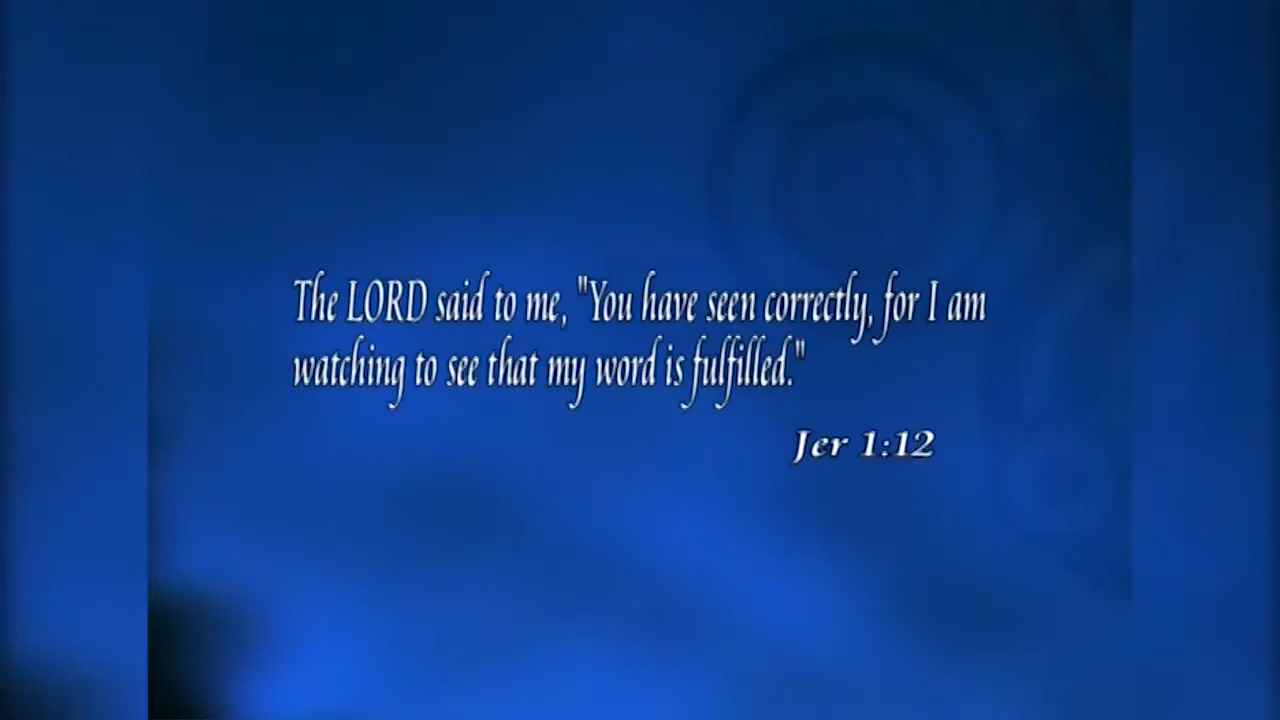 The LORD said to me, "You have seen correctly, for I am
watching to see that my word is fulfilled."
Jer 1:12